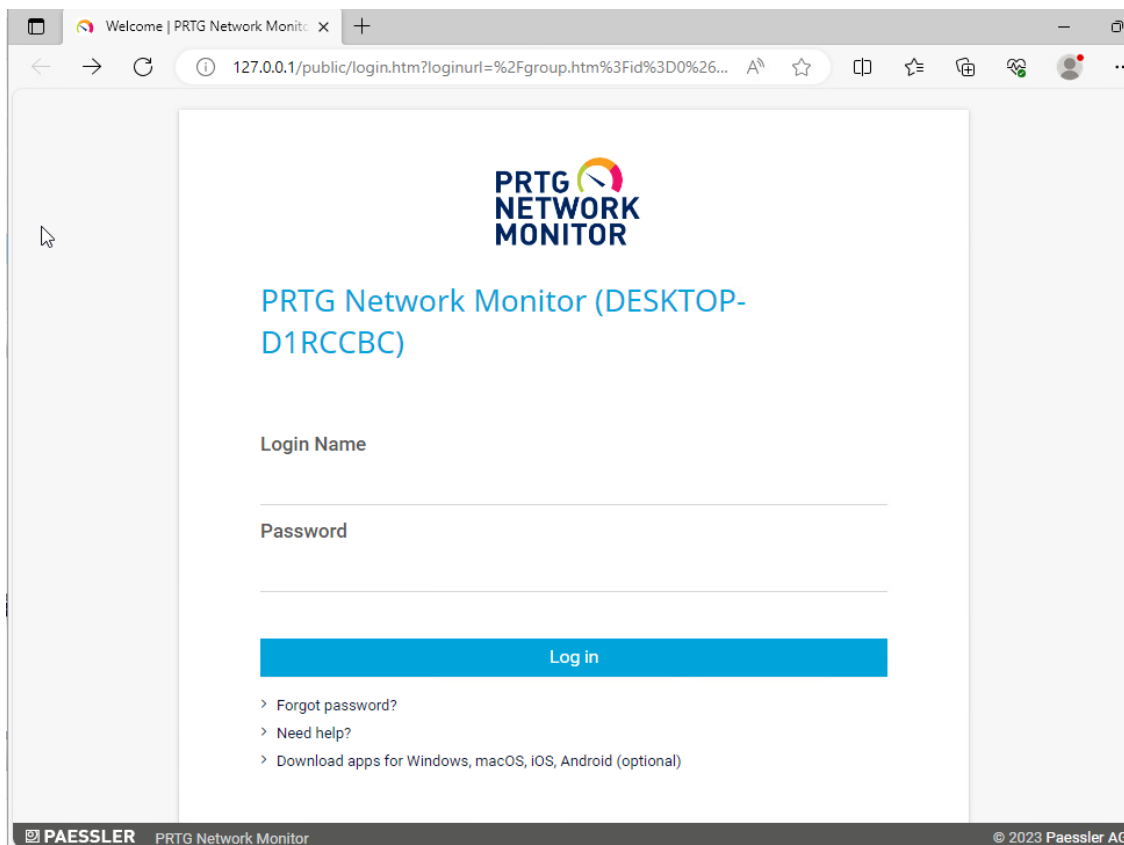 Welcome | PRTG Network Monitc
127.0.0.1/public/login.htm?loginurl=%2Fgroup.htm%3Fid%3D0%26...
PRTG
NETWORK
MONITOR
PRTG Network Monitor (DESKTOP-
D1RCCBC)
Login Name
Password
Log in
Forgot password?
Need help?
Download apps for Windows, macOS, iOS, Android (optional)
PAESSLER PRTG Network Monitor © 2023 Paessler AG